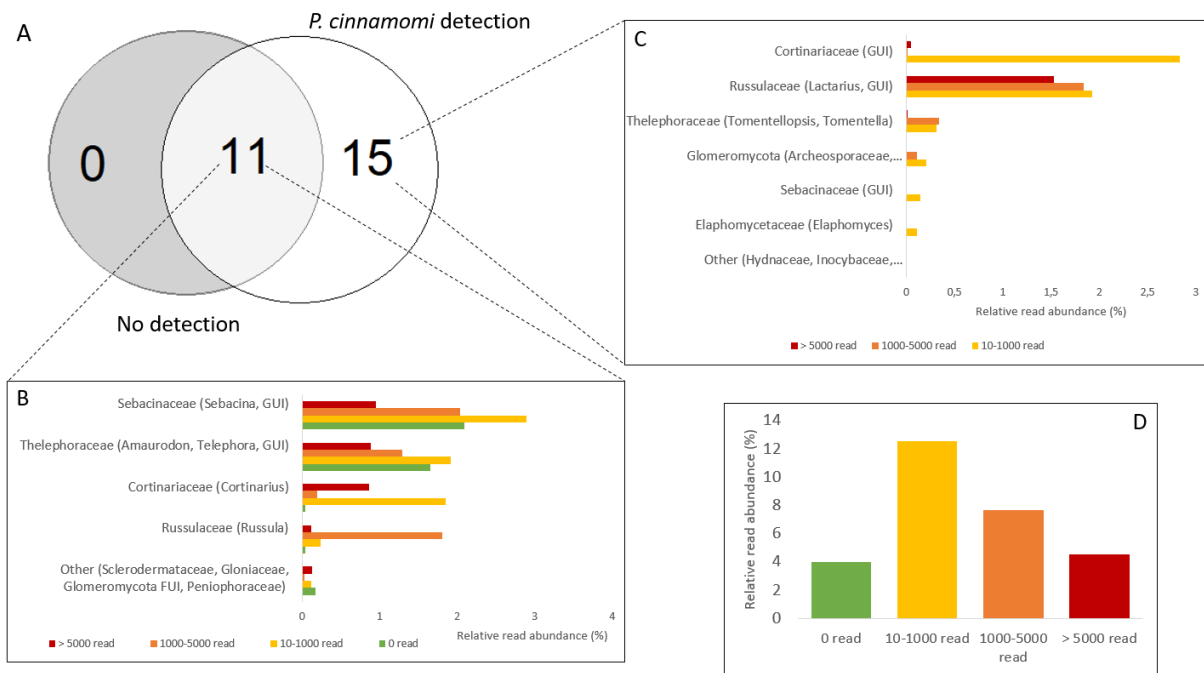 A
P. cinnamomi detection
0
11
15
No detection
C
Cortinariaceae (GUI)
Russulaceae (Lactarius, GUI)
Thelephoraceae (Tomentellopsis, Tomentella)
Glomeromycota (Archeosporaceae,...
Sebacinaceae (GUI)
Elaphomycetaceae (Elaphomyces)
Other (Hydnaceae, Inocybaceae,...
0 0,5 1 1,5 2 2,5 3
Relative read abundance (%)
> 5000 read 1000-5000 read 10-1000 read
B
Sebacinaceae (Sebacina, GUI)
Thelephoraceae (Amaurodon, Telephora, GUI)
Cortinariaceae (Cortinarius)
Russulaceae (Russula)
Other (Sclerodermataceae, Gloniaceae,
Glomeromycota FUI, Peniophoraceae)
0 1 2 3 4
Relative read abundance (%)
> 5000 read 1000-5000 read 10-1000 read 0 read
D
Relative read abundance (%)
14
12
10
8
6
4
2
0
0 read 10-1000 read 1000-5000 > 5000 read
read